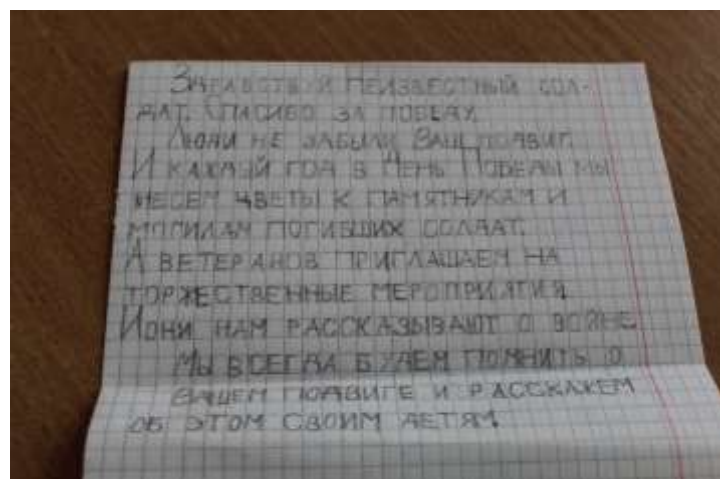 Здравствуй неизвестный сол-
дат. Спасибо за победу.
Люди не забыли Ваш подвиг.
И каждый год в День Победы мы
несем цветы к памятникам и
могилам погибших солдат.
А ветеранов приглашаем на
торжественные мероприятия.
И они нам рассказывают о войне.
Мы всегда будем помнить о
вашем подвиге и расскажем
об этом своим детям.